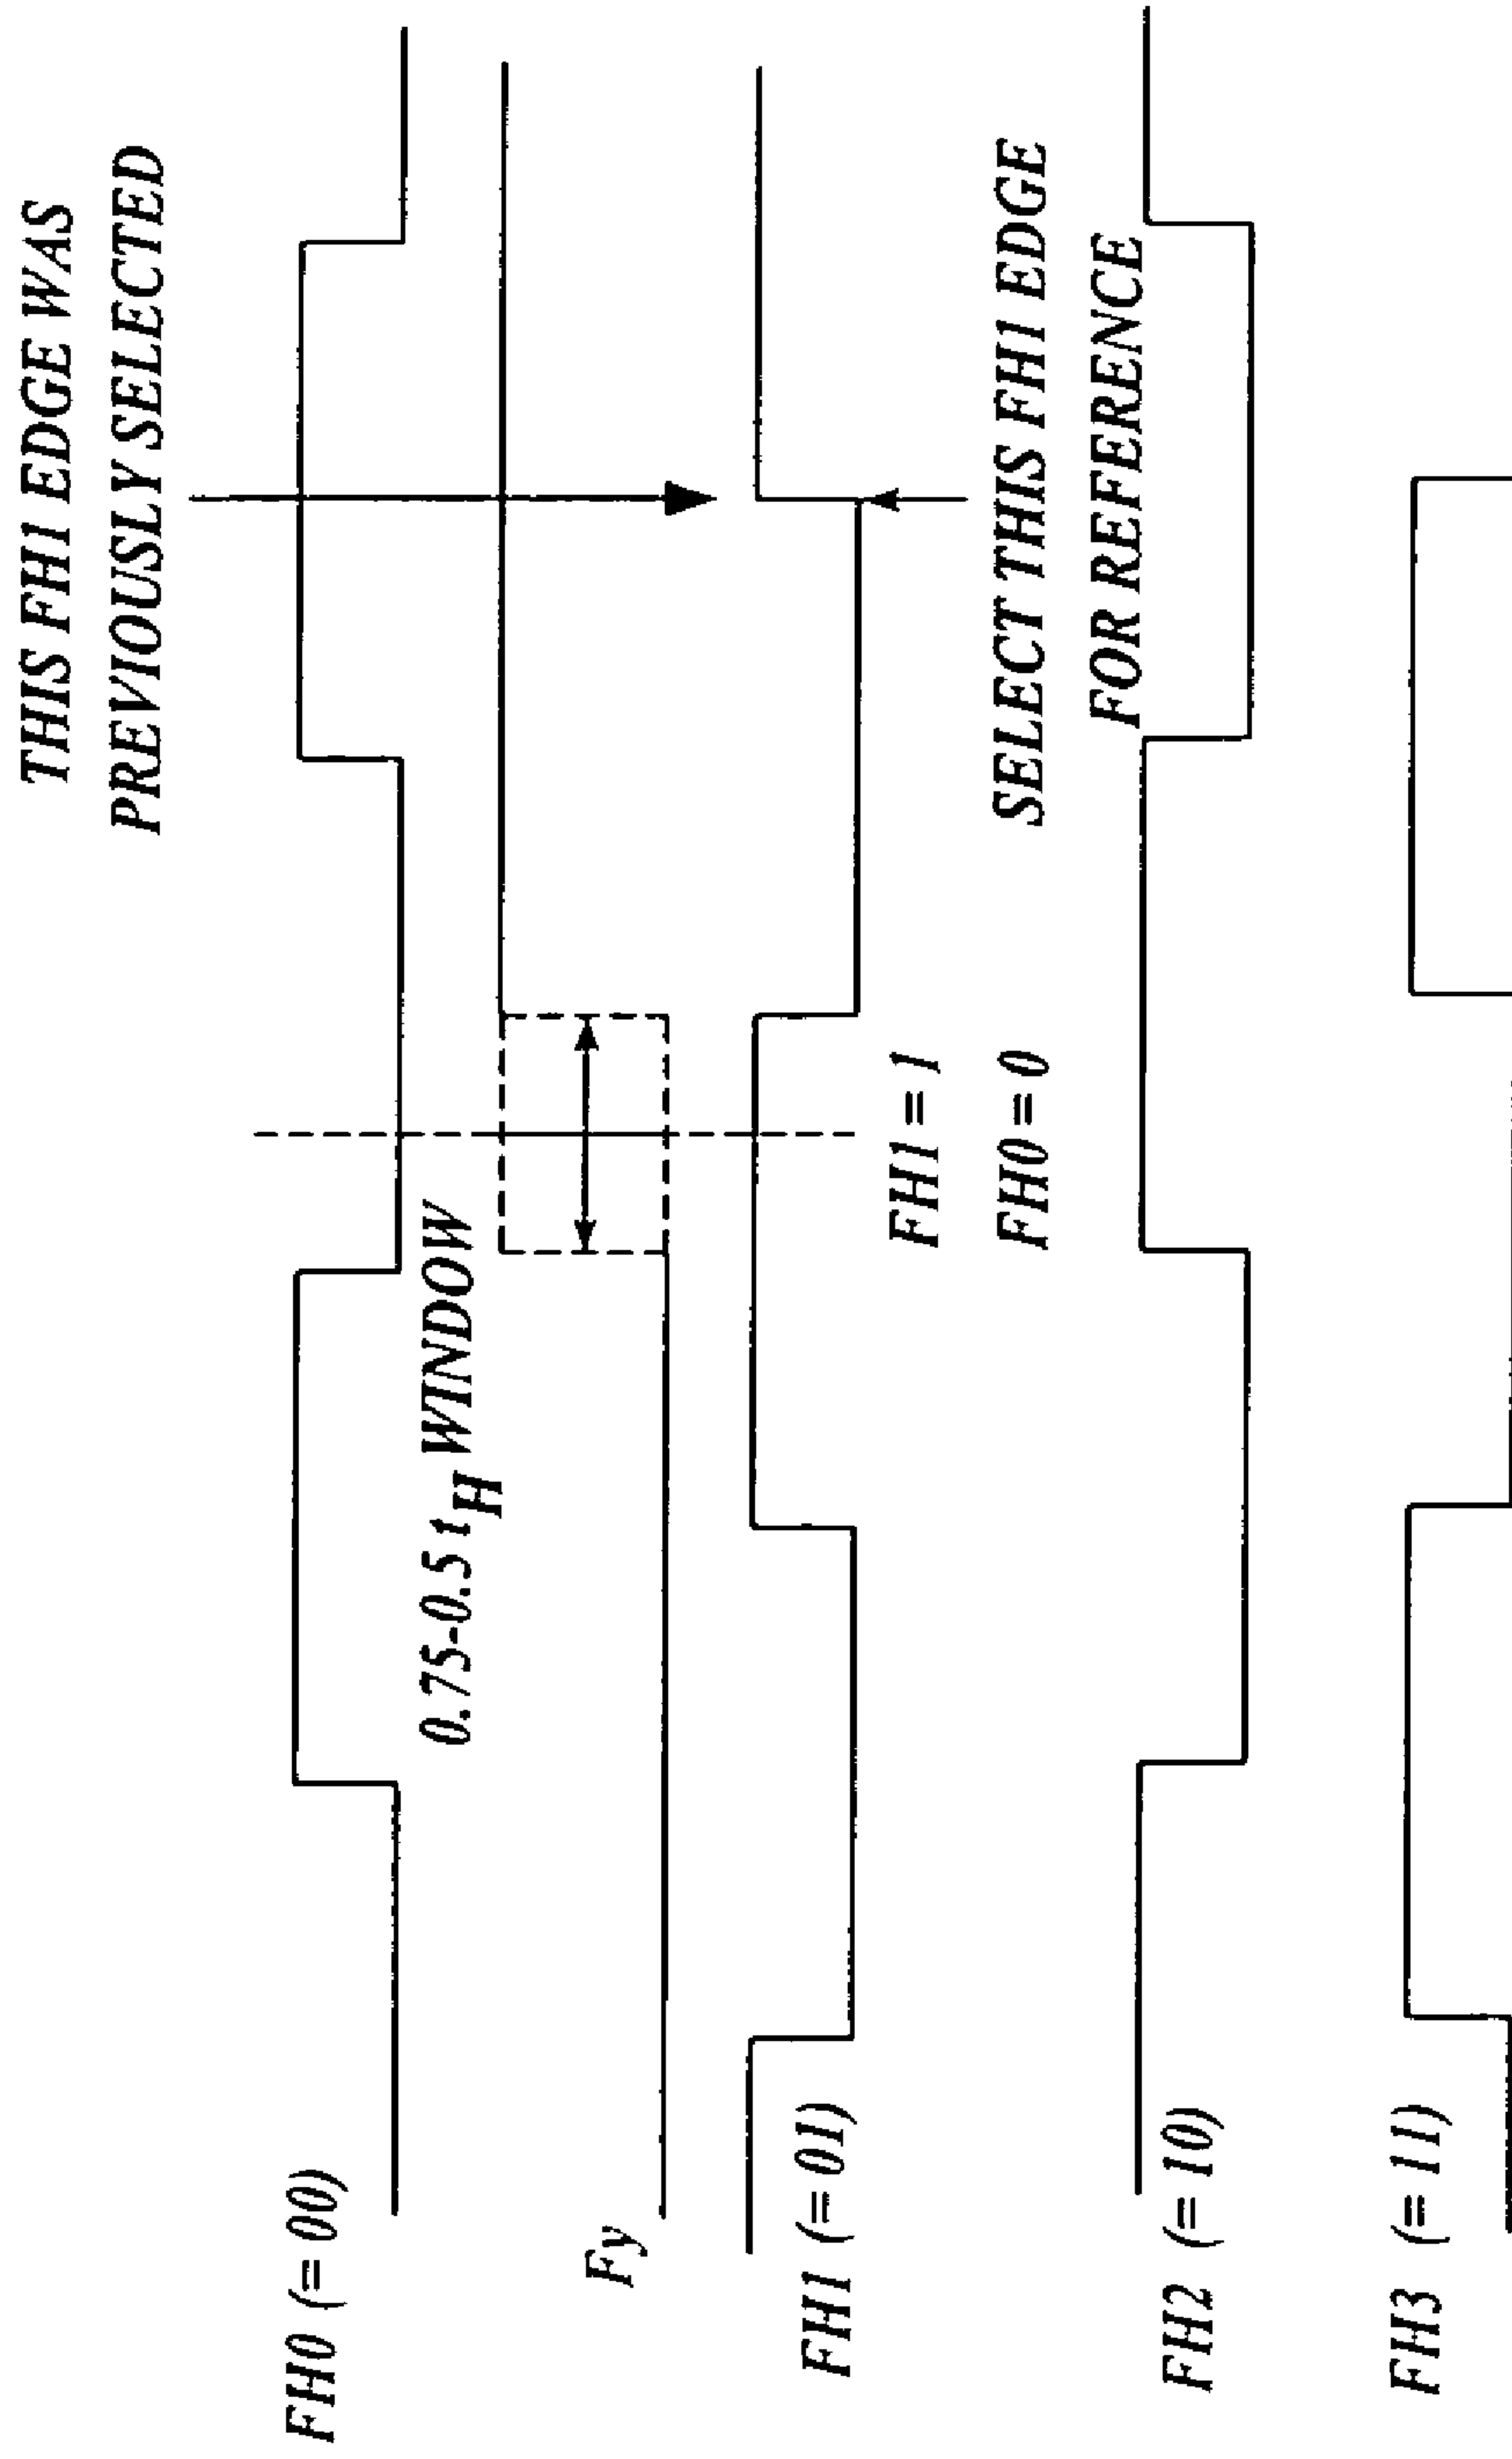 THIS FH1 EDGE WAS
PREVIOUSLY SELECTED
FH0 (= 00)
0.75-0.5 tH WINDOW
Fy
FH1 (= 01)
FH1 = 1
FH0 = 0
SELECT THIS FH1 EDGE
FOR REFERENCE
FH2 (= 10)
FH3 (= 11)